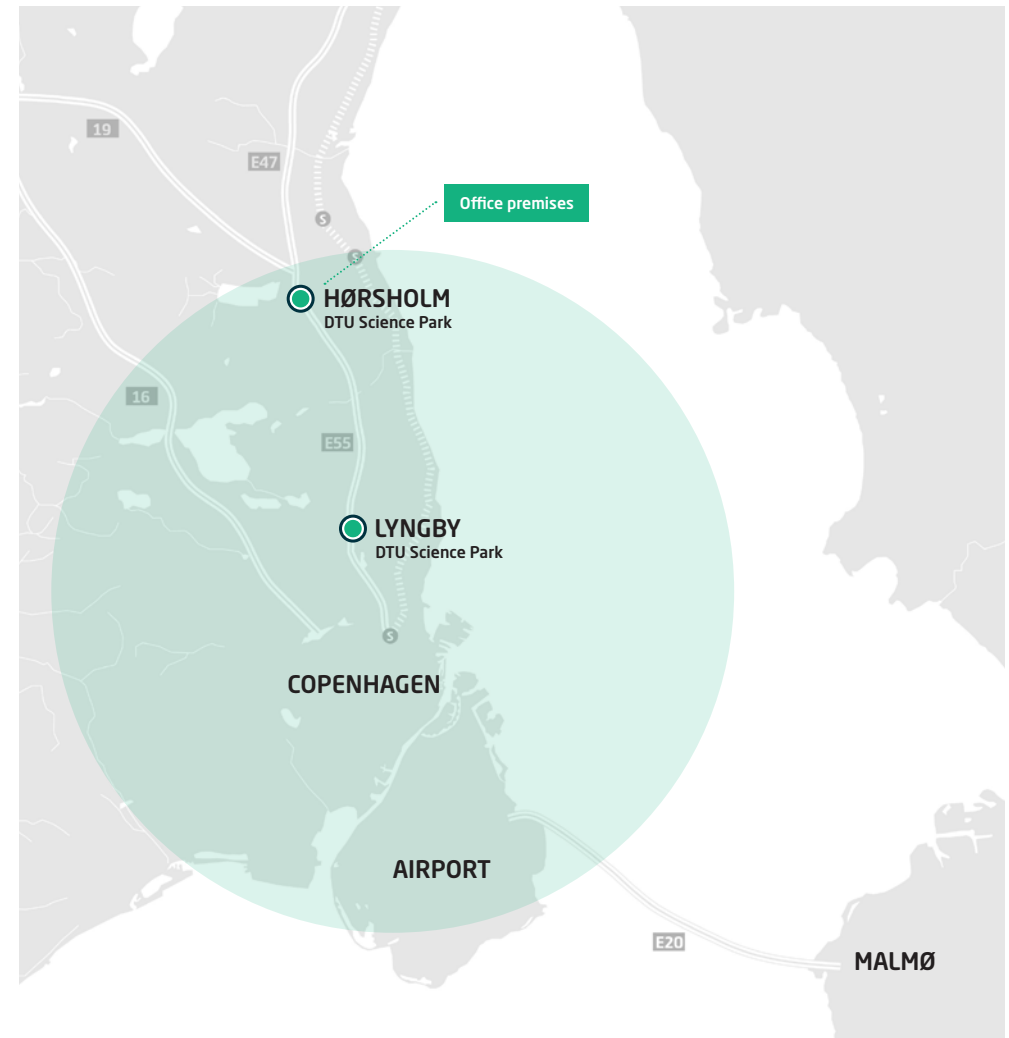 19
E47
Office premises
S
S
HØRSHOLM
DTU Science Park
16
E55
LYNGBY
DTU Science Park
S
COPENHAGEN
AIRPORT
E20
MALMØ